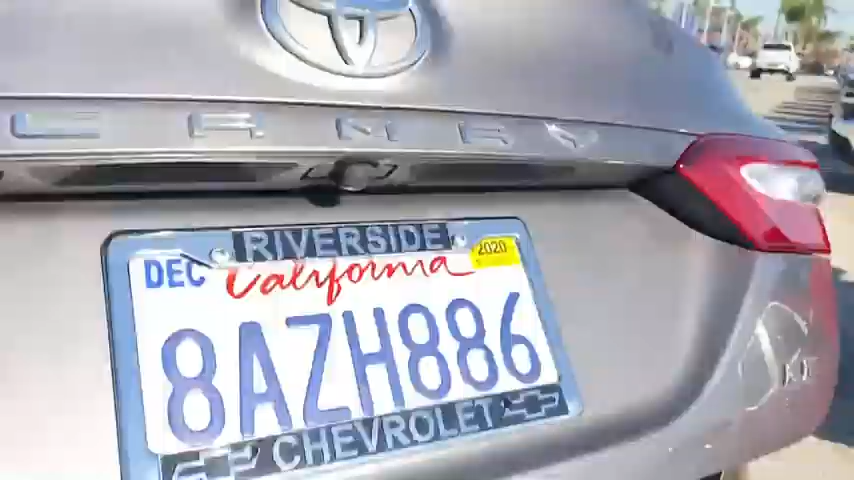 CAMRY
RIVERSIDE
DEC California 2020
8AZH886
CHEVROLET